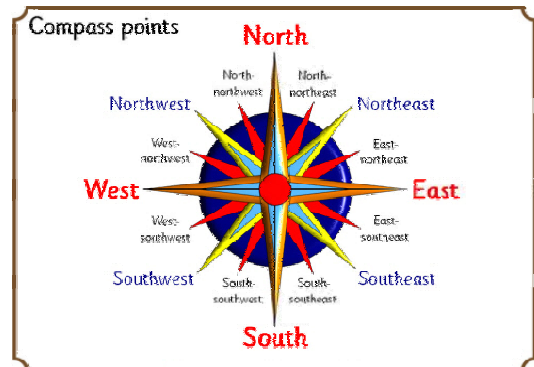 Compass points
North
North-
northwest
North-
northeast
Northwest
Northeast
West-
northwest
East-
northeast
West
East
West-
southwest
East-
southeast
Southwest
Southeast
South-
southwest
South-
southeast
South